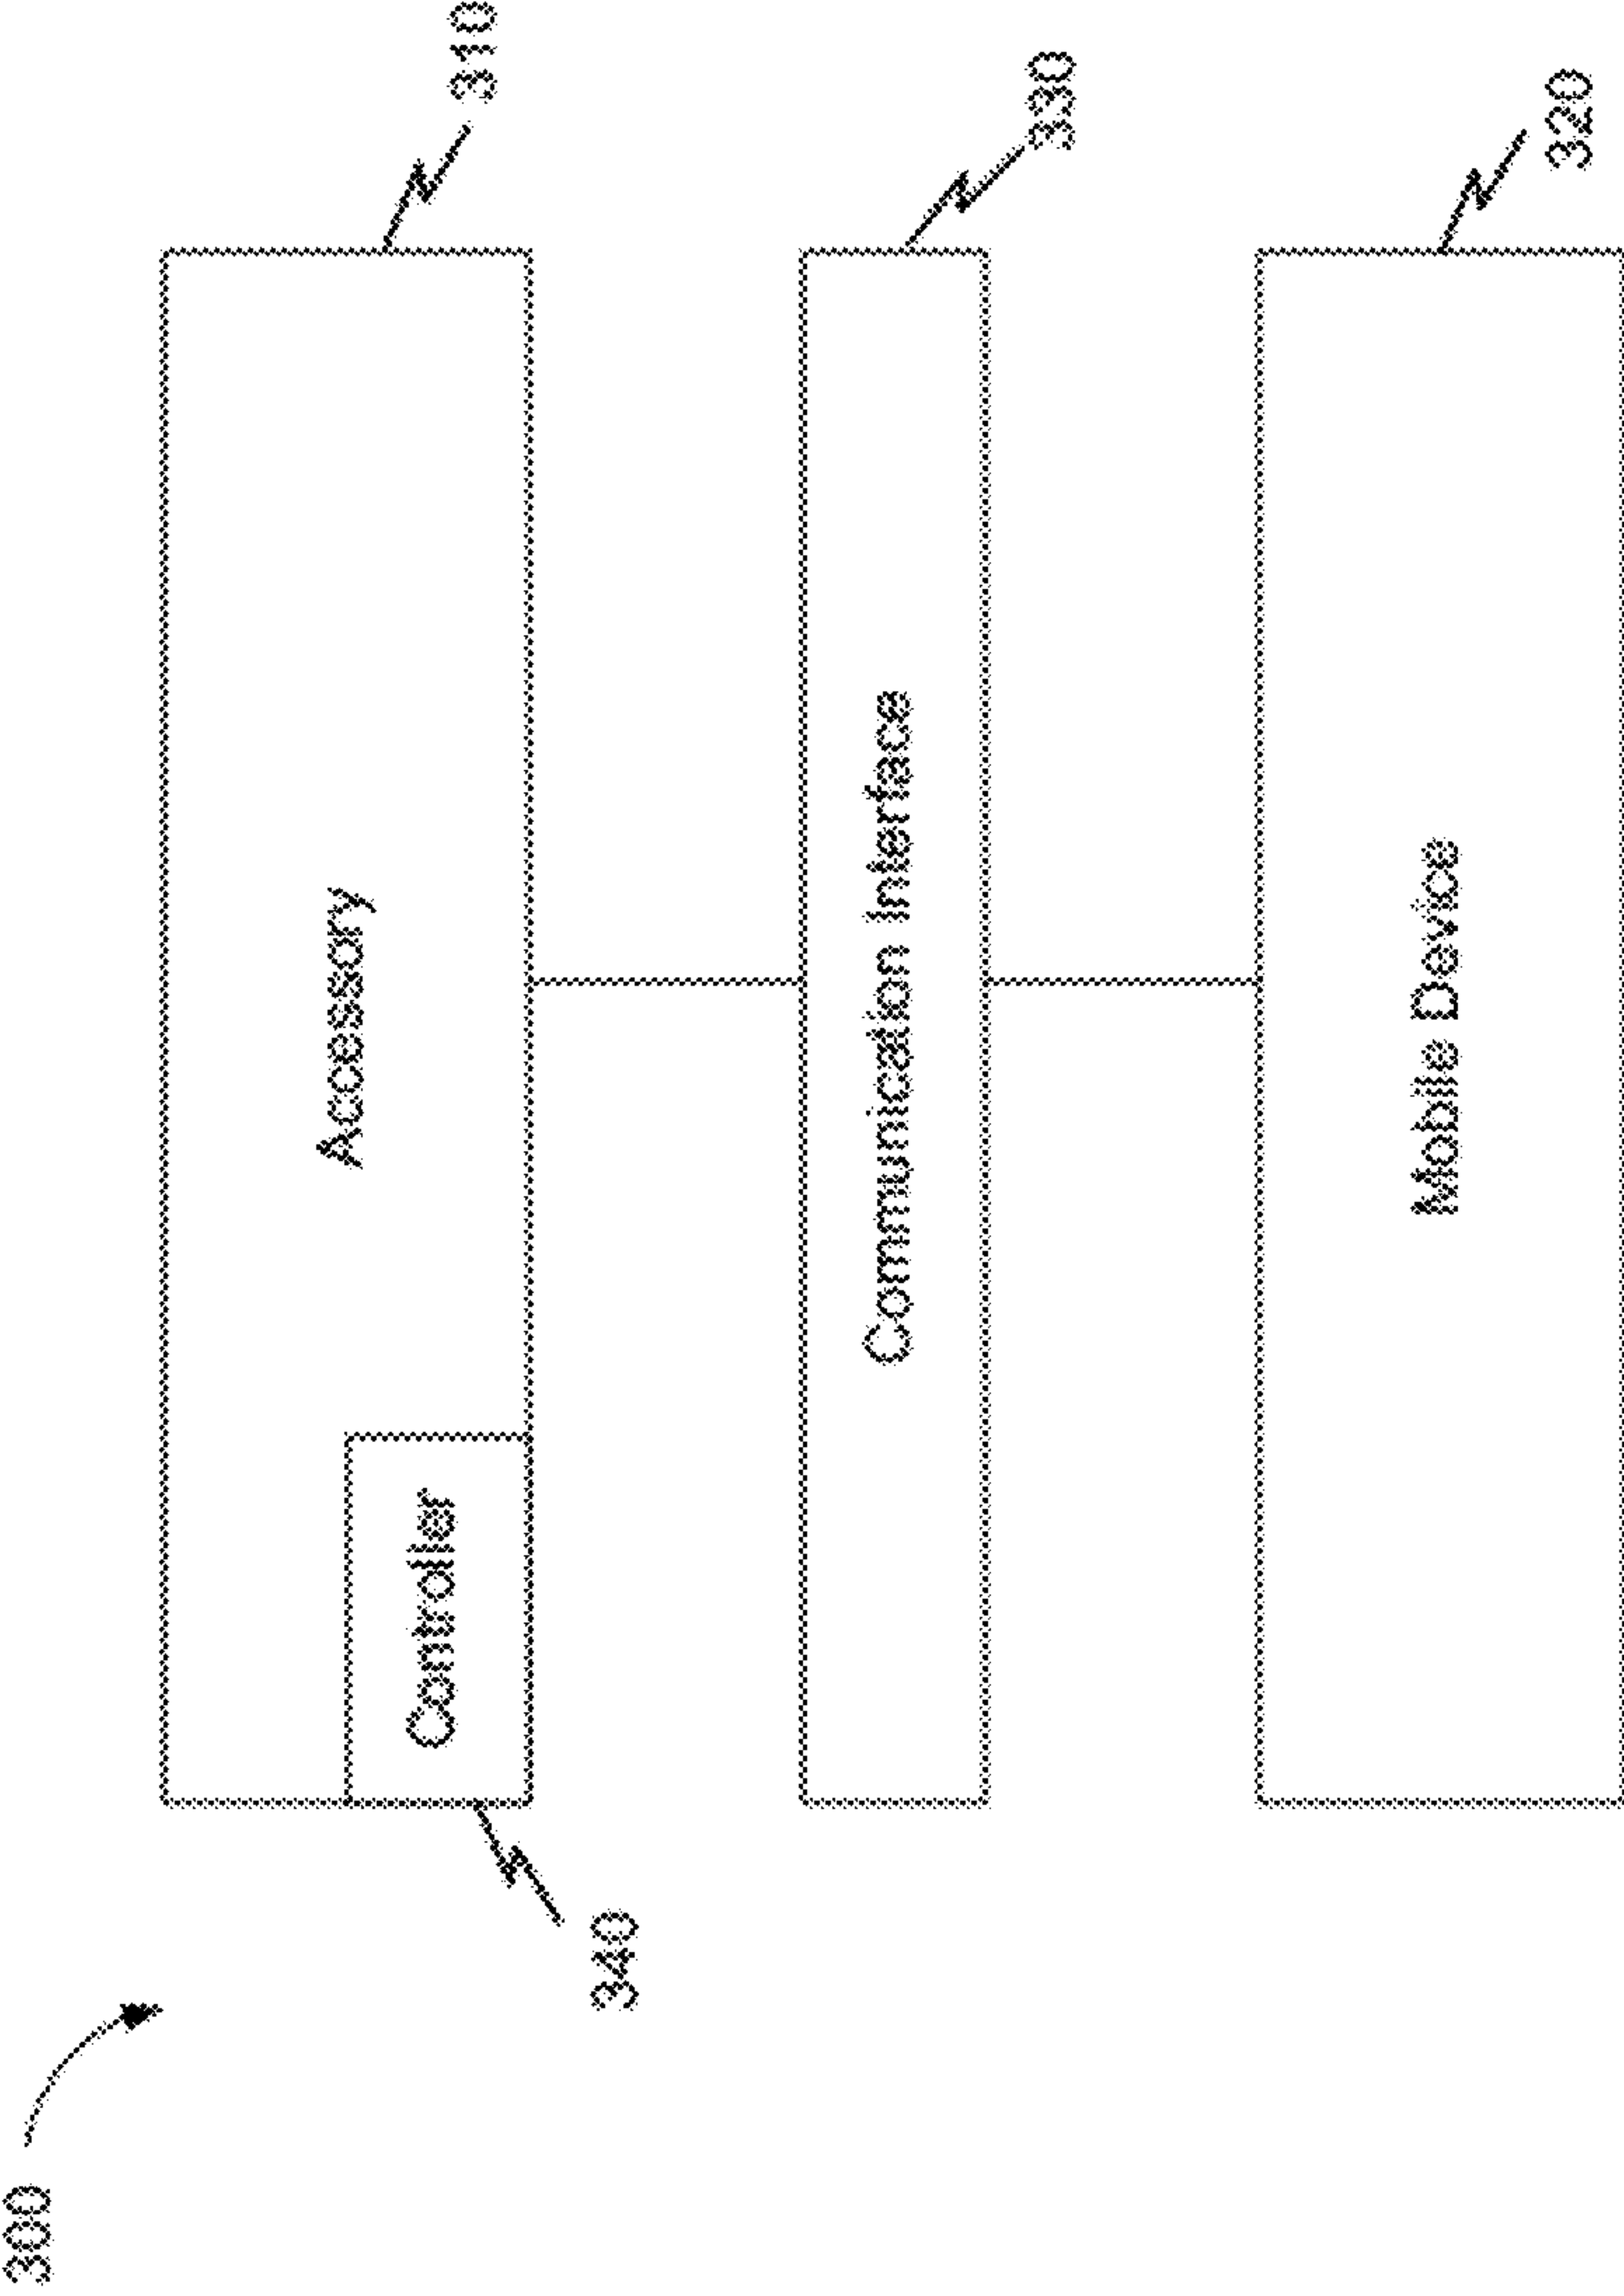 300
310
Accessory
Controller
340
330
Communication Interface
320
Mobile Device